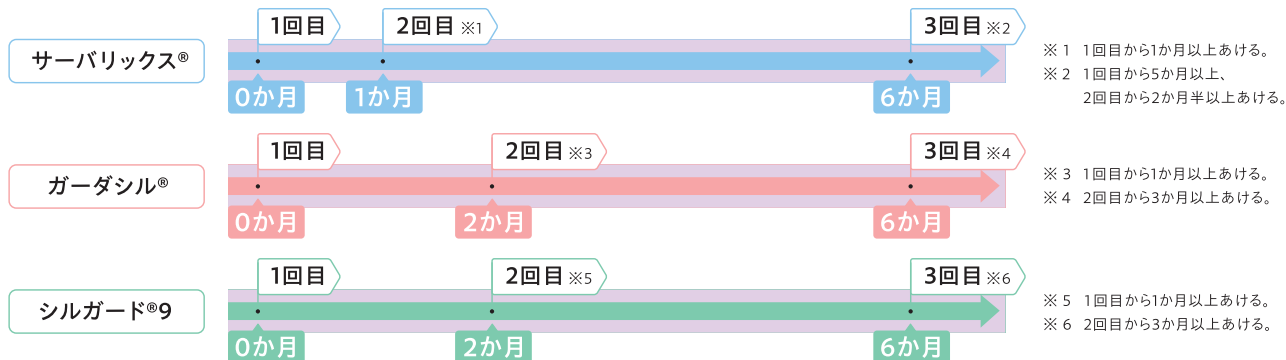 1回目 2回目 ※1 3回目 ※2
サーバリックス®
0か月 1か月 6か月
※1 1回目から1か月以上あける。
※2 1回目から5か月以上、
2回目から2か月半以上あける。
1回目 2回目 ※3 3回目 ※4
ガーダシル®
0か月 2か月 6か月
※3 1回目から1か月以上あける。
※4 2回目から3か月以上あける。
1回目 2回目 ※5 3回目 ※6
シルガード®9
0か月 2か月 6か月
※5 1回目から1か月以上あける。
※6 2回目から3か月以上あける。